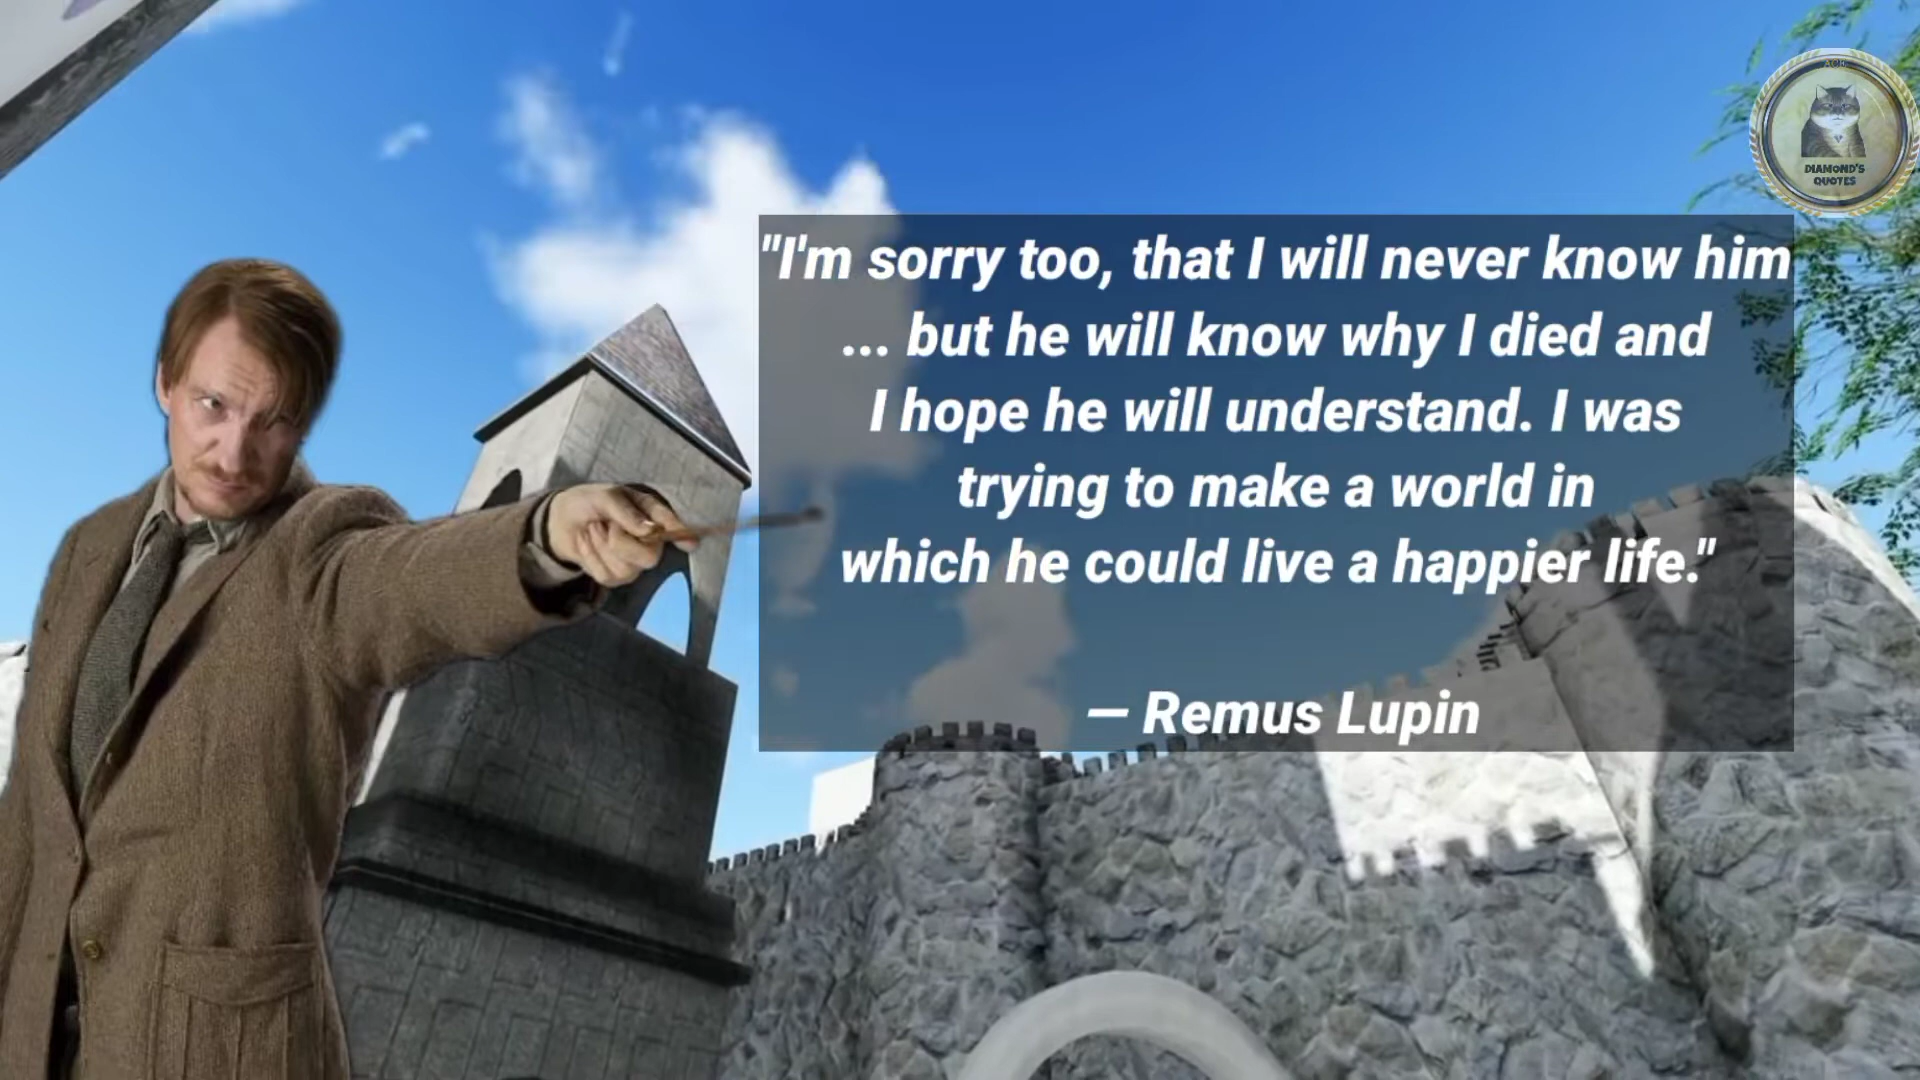 "I'm sorry too, that I will never know him
... but he will know why I died and
I hope he will understand. I was
trying to make a world in
which he could live a happier life."
— Remus Lupin
DIAMOND'S
QUOTES